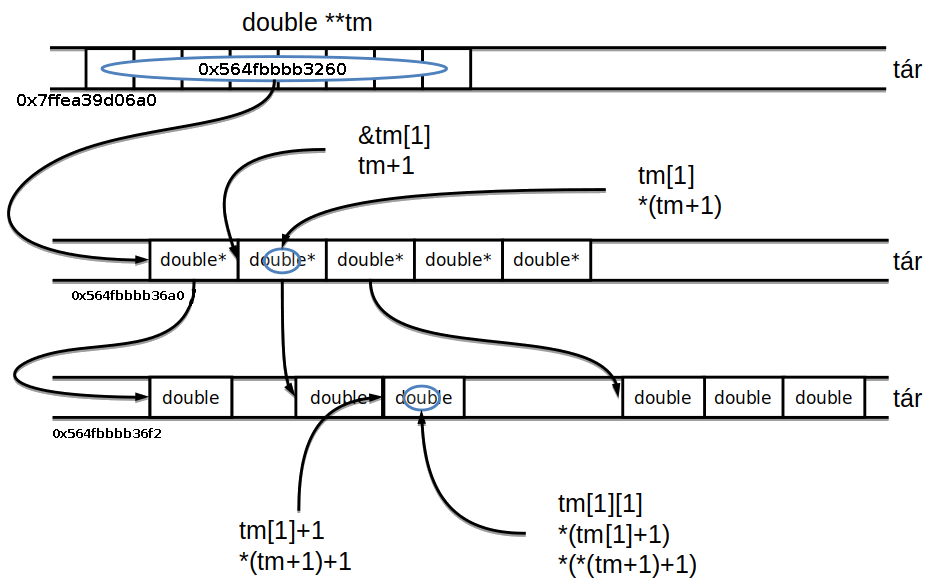 double **tm
0x564fbbbb3260
tár
0x7ffea39d06a0
&tm[1]
tm+1
tm[1]
*(tm+1)
double* double* double* double* double*
tár
0x564fbbbb36a0
double double double double double double
tár
0x564fbbbb36f2
tm[1]+1
*(tm+1)+1
tm[1][1]
*(tm[1]+1)
*(*(tm+1)+1)